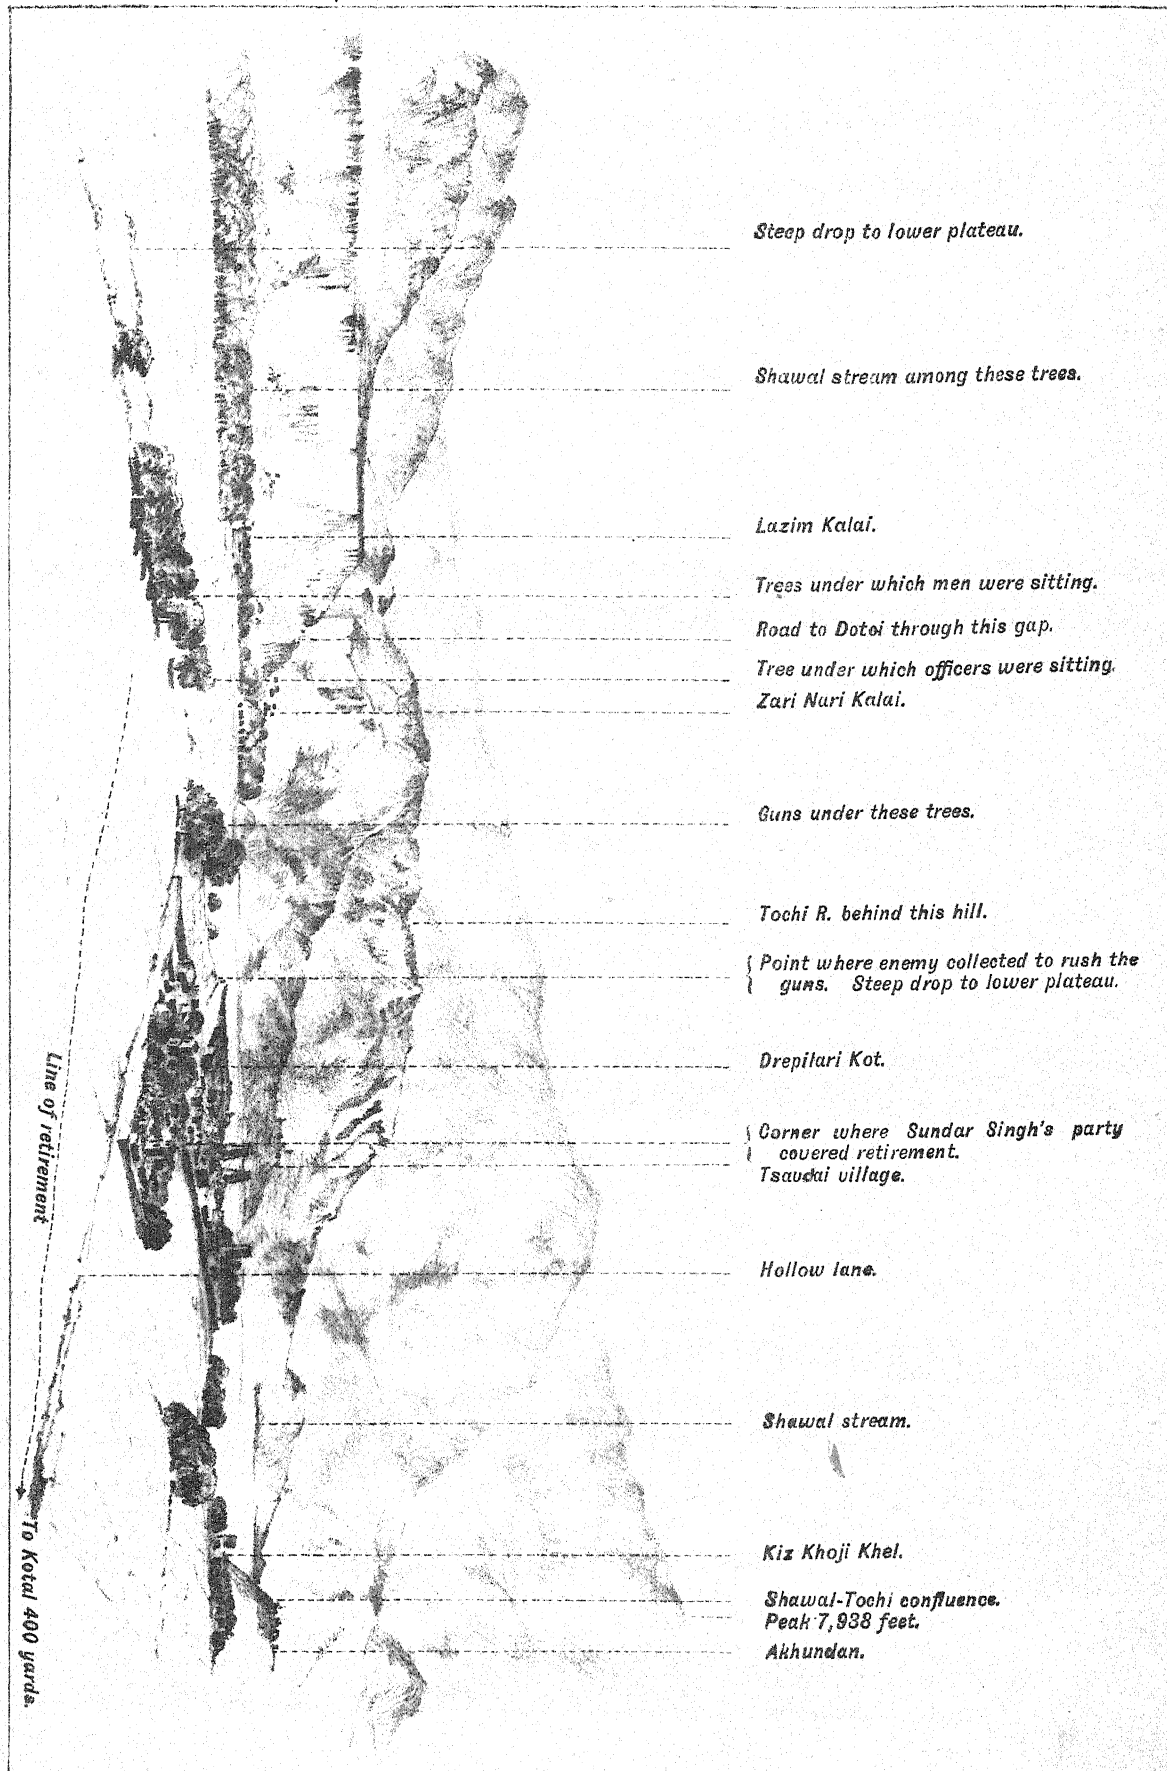 Steep drop to lower plateau.
Shawal stream among these trees.
Lazim Kalai.
Trees under which men were sitting.
Road to Dotoi through this gap.
Tree under which officers were sitting.
Zari Nuri Kalai.
Guns under these trees.
Tochi R. behind this hill.
Point where enemy collected to rush the
guns. Steep drop to lower plateau.
Drepilari Kot.
Corner where Sundar Singh's party
covered retirement.
Tsaudai village.
Hollow lane.
Shawal stream.
Kiz Khoji Khel.
Shawal-Tochi confluence.
Peak 7,938 feet.
Akhundan.
Line of retirement
To Kotal 400 yards.